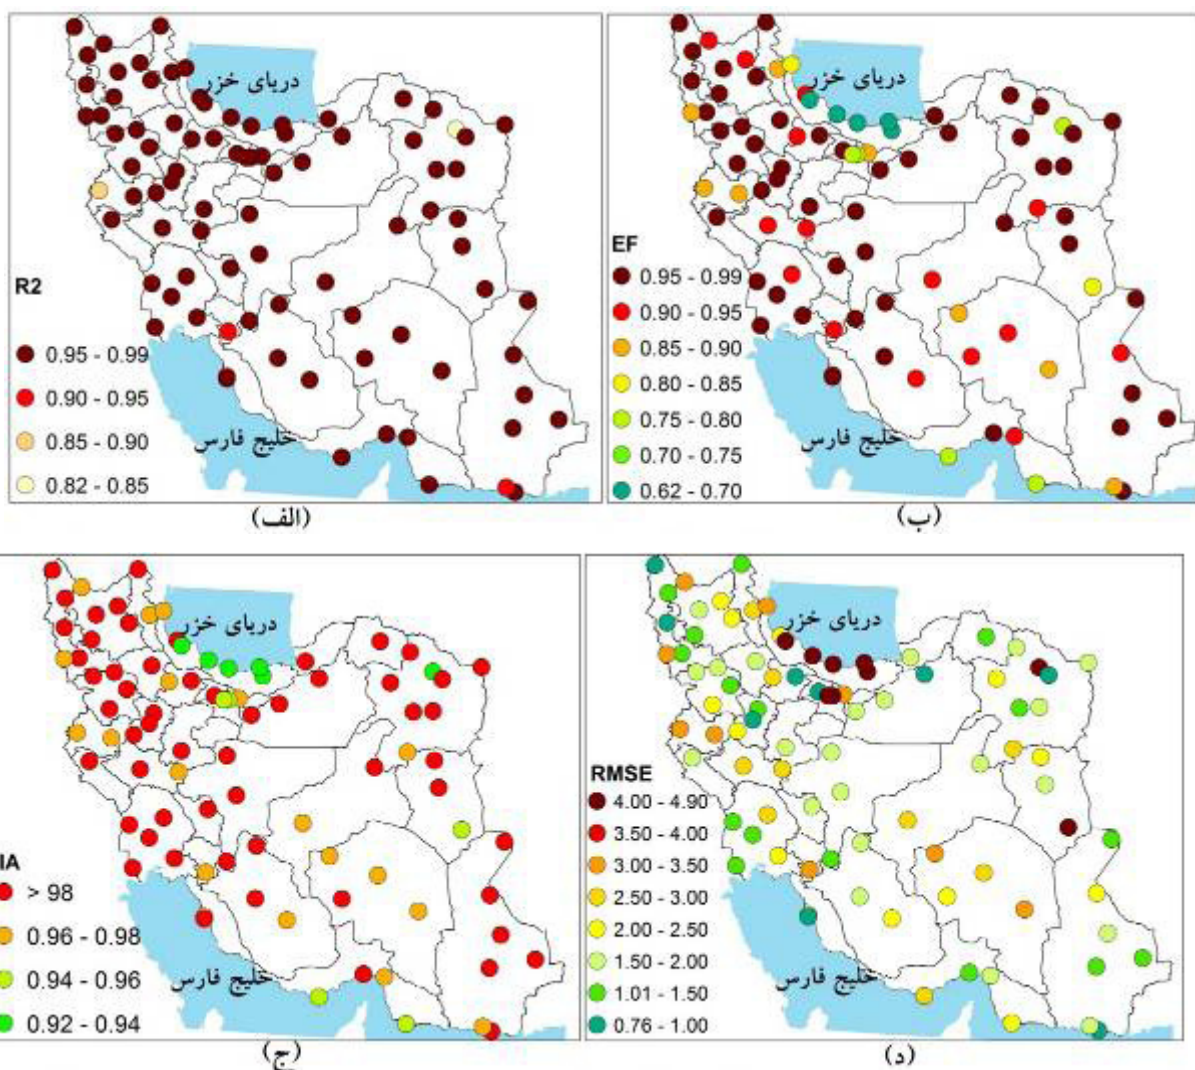 دریای خزر
R2
0.95 - 0.99
0.90 - 0.95
0.85 - 0.90
0.82 - 0.85
خلیج فارس
(الف)
دریای خزر
EF
0.95 - 0.99
0.90 - 0.95
0.85 - 0.90
0.80 - 0.85
0.75 - 0.80
0.70 - 0.75
0.62 - 0.70
خلیج فارس
(ب)
دریای خزر
IA
> 98
0.96 - 0.98
0.94 - 0.96
0.92 - 0.94
خلیج فارس
(ج)
دریای خزر
RMSE
4.00 - 4.90
3.50 - 4.00
3.00 - 3.50
2.50 - 3.00
2.00 - 2.50
1.50 - 2.00
1.01 - 1.50
0.76 - 1.00
خلیج فارس
(د)